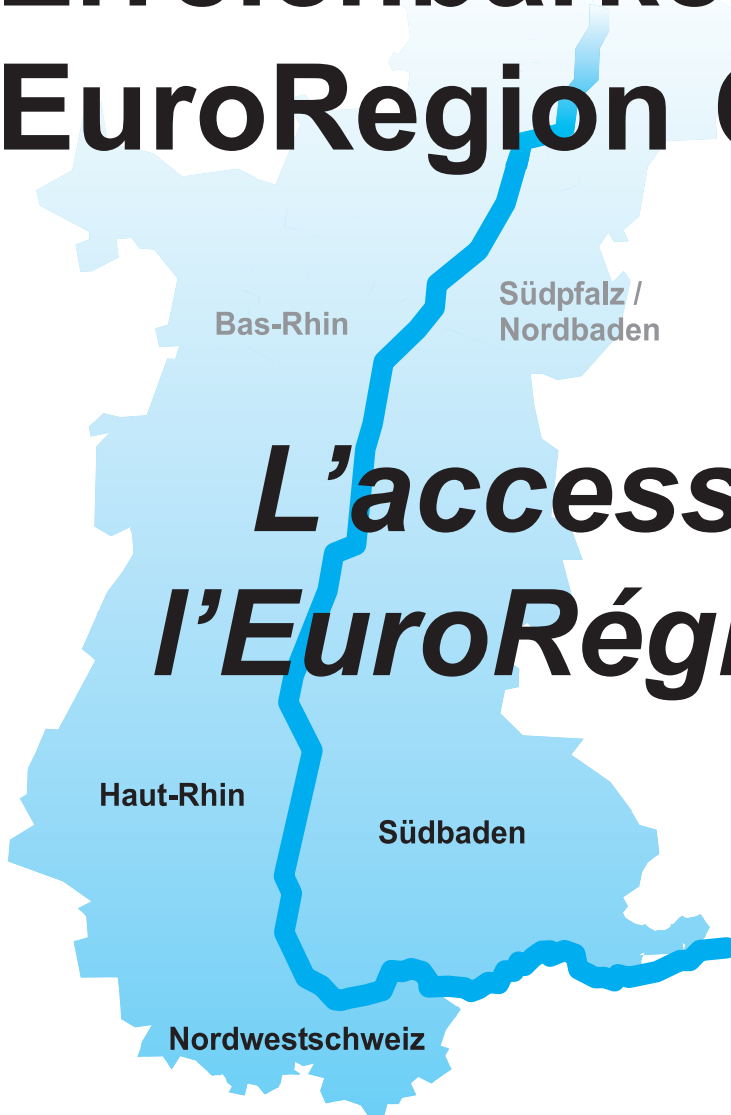 EuroRegion
Bas-Rhin
Südpfalz /
Nordbaden
L’access
l’EuroRégi
Haut-Rhin
Südbaden
Nordwestschweiz